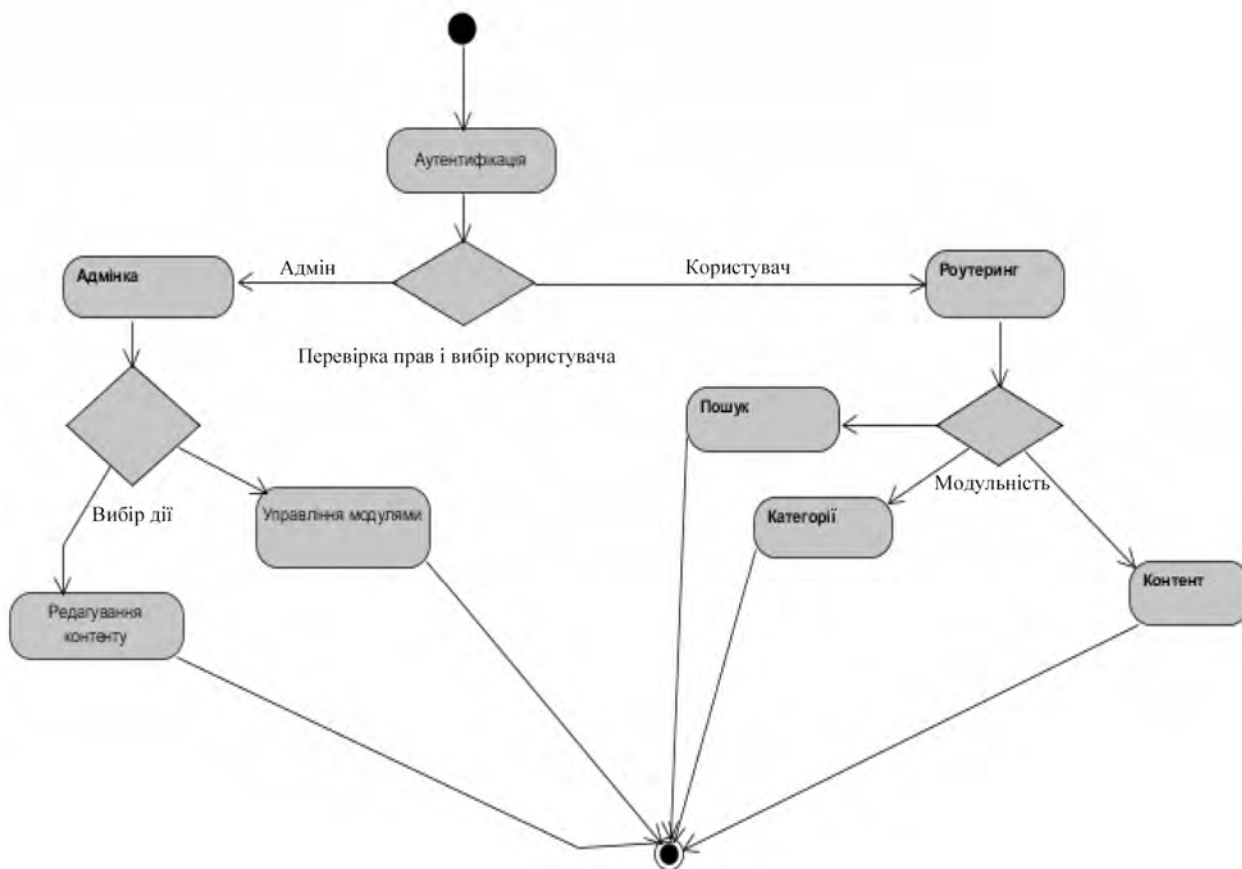 Аутентифікація
Адмінка
Адмін
Користувач
Роутеринг
Перевірка прав і вибір користувача
Пошук
Модульність
Вибір дії
Управління модулями
Категорії
Контент
Редагування
контенту